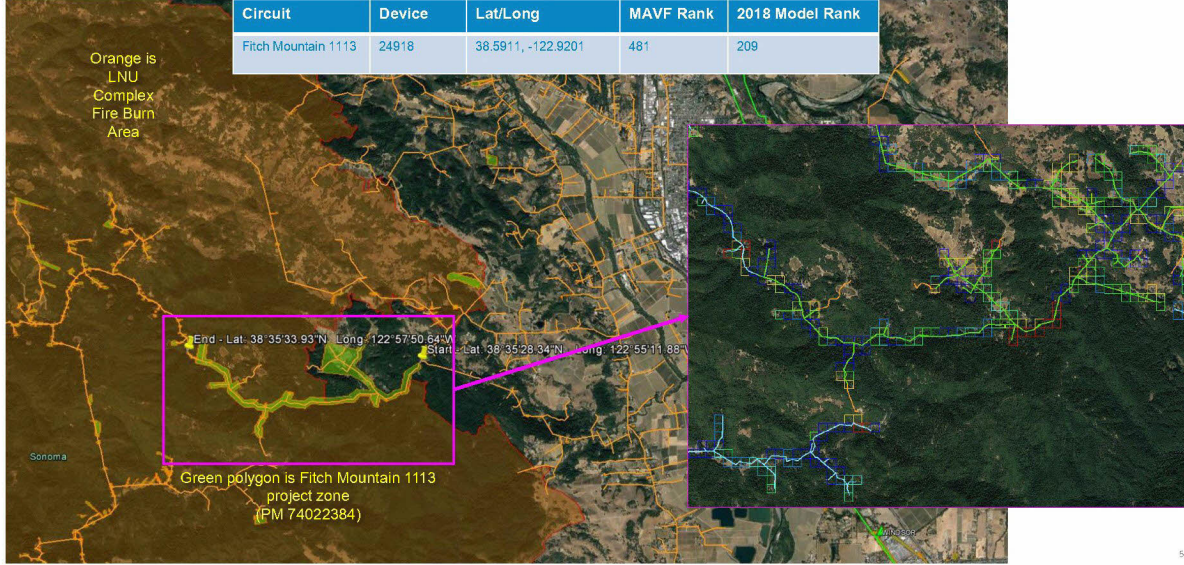 Circuit Device Lat/Long MAVF Rank 2018 Model Rank
Fitch Mountain 1113 24918 38.5911, -122.9201 481 209
Orange is
LNU
Complex
Fire Burn
Area
End - Lat: 38°35'33.93"N Long: 122°57'50.64"W
Start - Lat: 38°35'28.34"N Long: 122°55'11.88"W
Sonoma
Green polygon is Fitch Mountain 1113
project zone
(PM 74022384)
WINDSOR
5